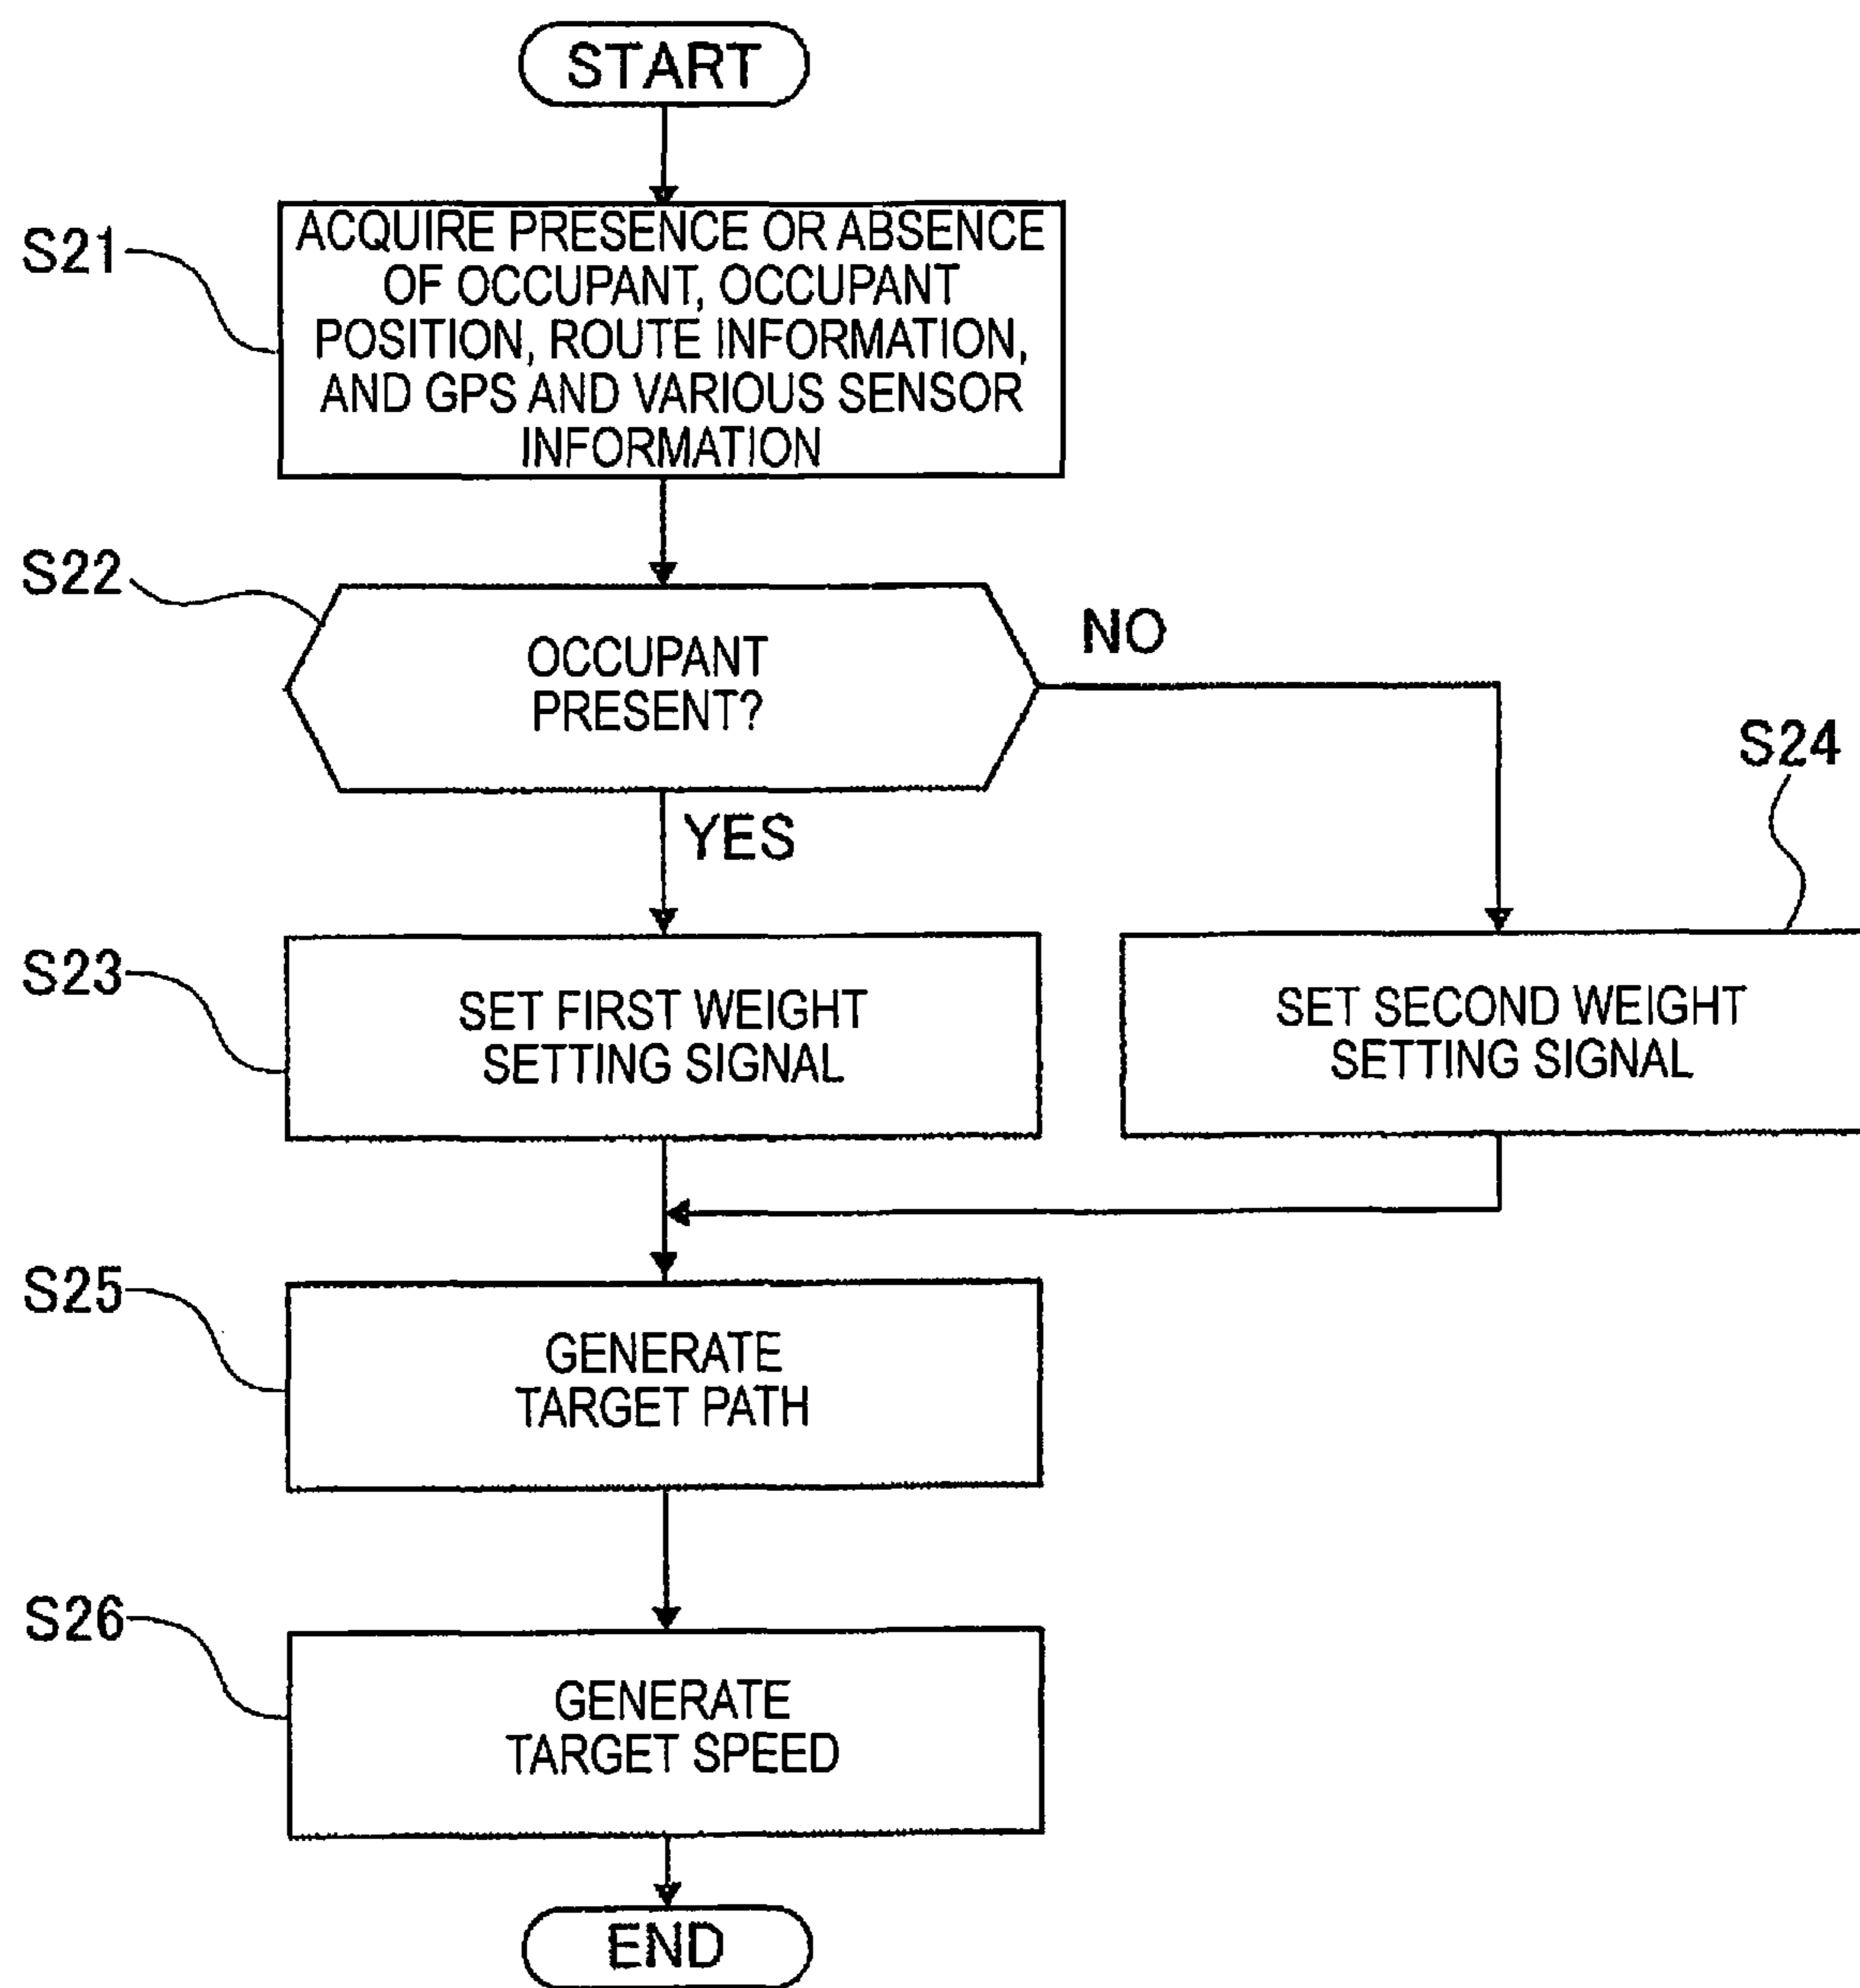 START
S21
ACQUIRE PRESENCE OR ABSENCE
OF OCCUPANT, OCCUPANT
POSITION, ROUTE INFORMATION,
AND GPS AND VARIOUS SENSOR
INFORMATION
S22
OCCUPANT
PRESENT?
NO
YES
S24
S23
SET FIRST WEIGHT
SETTING SIGNAL
SET SECOND WEIGHT
SETTING SIGNAL
S25
GENERATE
TARGET PATH
S26
GENERATE
TARGET SPEED
END